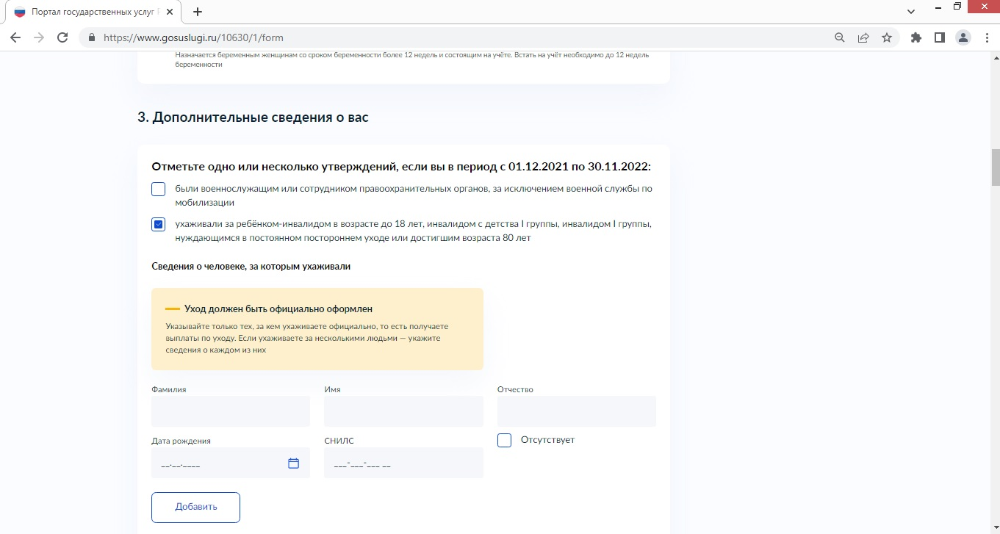 Портал государственных услуг
https://www.gosuslugi.ru/10630/1/form
Назначается беременным женщинам со сроком беременности более 12 недель и состоящим на учёте. Встать на учёт необходимо до 12 недель
беременности
3. Дополнительные сведения о вас
Отметьте одно или несколько утверждений, если вы в период с 01.12.2021 по 30.11.2022:
были военнослужащим или сотрудником правоохранительных органов, за исключением военной службы по
мобилизации
ухаживали за ребёнком-инвалидом в возрасте до 18 лет, инвалидом с детства I группы, инвалидом I группы,
нуждающимся в постоянном постороннем уходе или достигшим возраста 80 лет
Сведения о человеке, за которым ухаживали
Уход должен быть официально оформлен
Указывайте только тех, за кем ухаживаете официально, то есть получаете
выплаты по уходу. Если ухаживаете за несколькими людьми — укажите
сведения о каждом из них
Фамилия Имя Отчество
Дата рождения СНИЛС Отсутствует
__.__.____ ___-___-___ __
Добавить